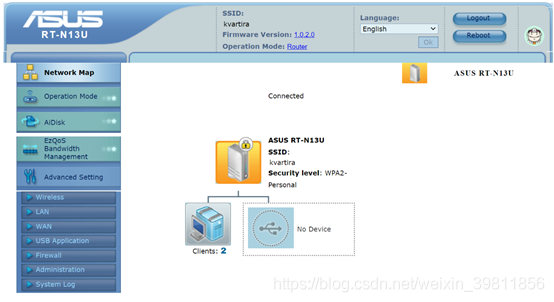 ASUS
RT-N13U
SSID:
kvartira
Firmware Version: 1.0.2.0
Operation Mode: Router
Language:
English
Ok
Logout
Reboot
Network Map
Operation Mode
AiDisk
EzQoS
Bandwidth
Management
Advanced Setting
Wireless
LAN
WAN
USB Application
Firewall
Administration
System Log
ASUS RT-N13U
Connected
ASUS RT-N13U
SSID:
kvartira
Security level: WPA2-
Personal
Clients: 2
No Device
https://blog.csdn.net/weixin_39811856